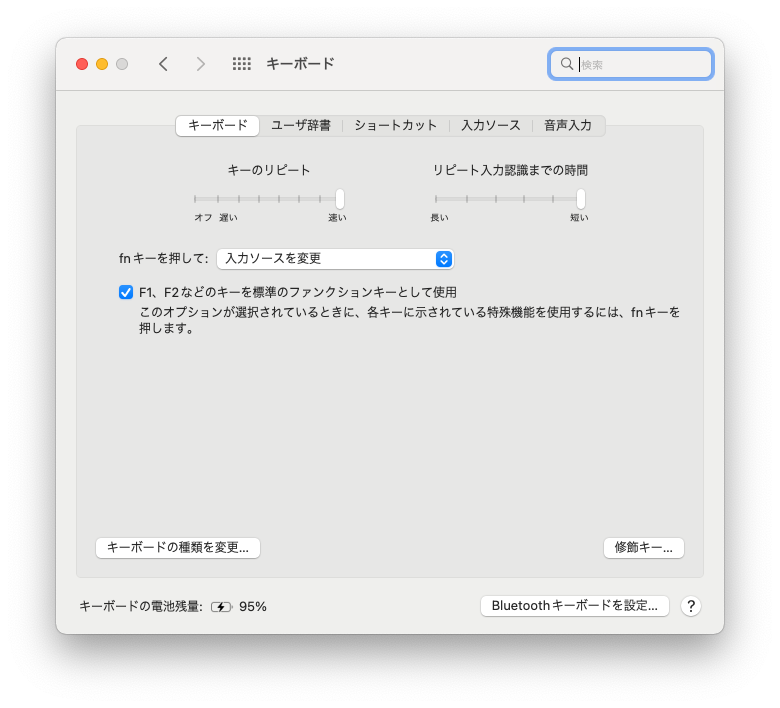 キーボード
検索
キーボード
ユーザ辞書
ショートカット
入力ソース
音声入力
キーのリピート
リピート入力認識までの時間
オフ 遅い 速い
長い 短い
fnキーを押して: 入力ソースを変更
F1、F2などのキーを標準のファンクションキーとして使用
このオプションが選択されているときに、各キーに示されている特殊機能を使用するには、fnキーを
押します。
キーボードの種類を変更...
修飾キー...
キーボードの電池残量: 95%
Bluetoothキーボードを設定...
?